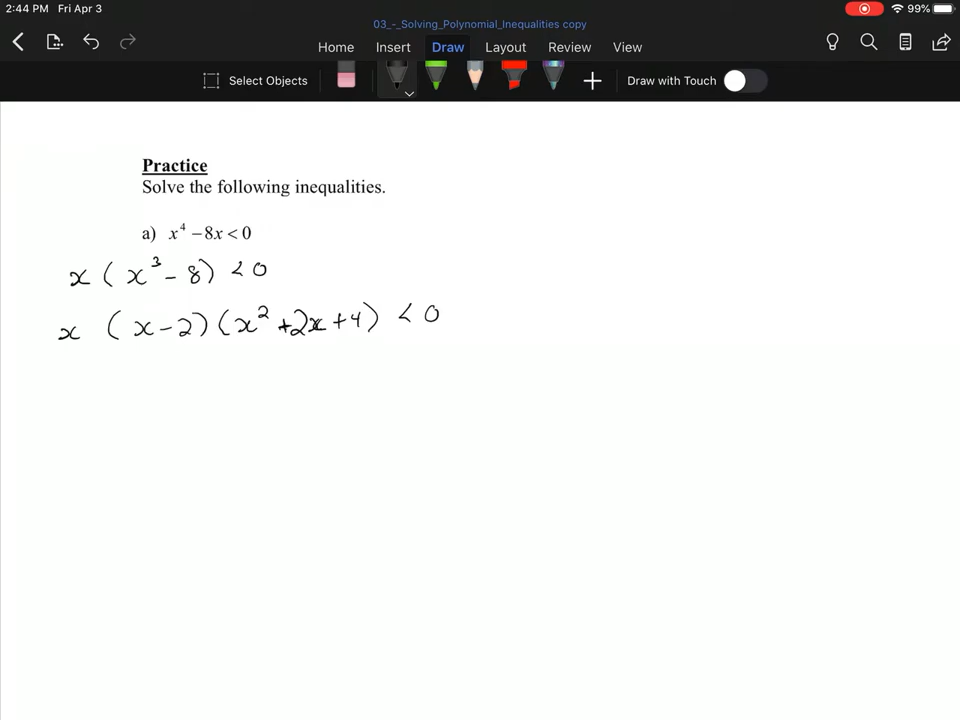 2:44 PM Fri Apr 3
99%
03_-_Solving_Polynomial_Inequalities copy
Home Insert Draw Layout Review View
Select Objects
Draw with Touch
Practice
Solve the following inequalities.
a) x⁴ − 8x < 0
x (x³ − 8) < 0
x (x − 2)(x² + 2x + 4) < 0